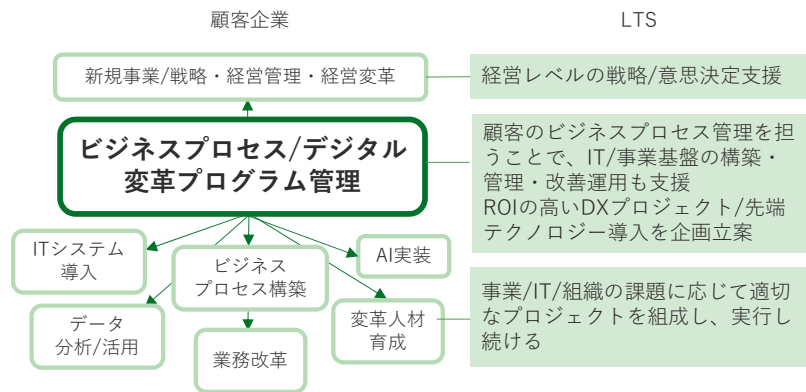 顧客企業
LTS
新規事業/戦略・経営管理・経営変革
経営レベルの戦略/意思決定支援
ビジネスプロセス/デジタル
変革プログラム管理
顧客のビジネスプロセス管理を担
うことで、IT/事業基盤の構築・
管理・改善運用も支援
ROIの高いDXプロジェクト/先端
テクノロジー導入を企画立案
ITシステム
導入
ビジネス
プロセス構築
AI実装
データ
分析/活用
業務改革
変革人材
育成
事業/IT/組織の課題に応じて適切
なプロジェクトを組成し、実行し
続ける